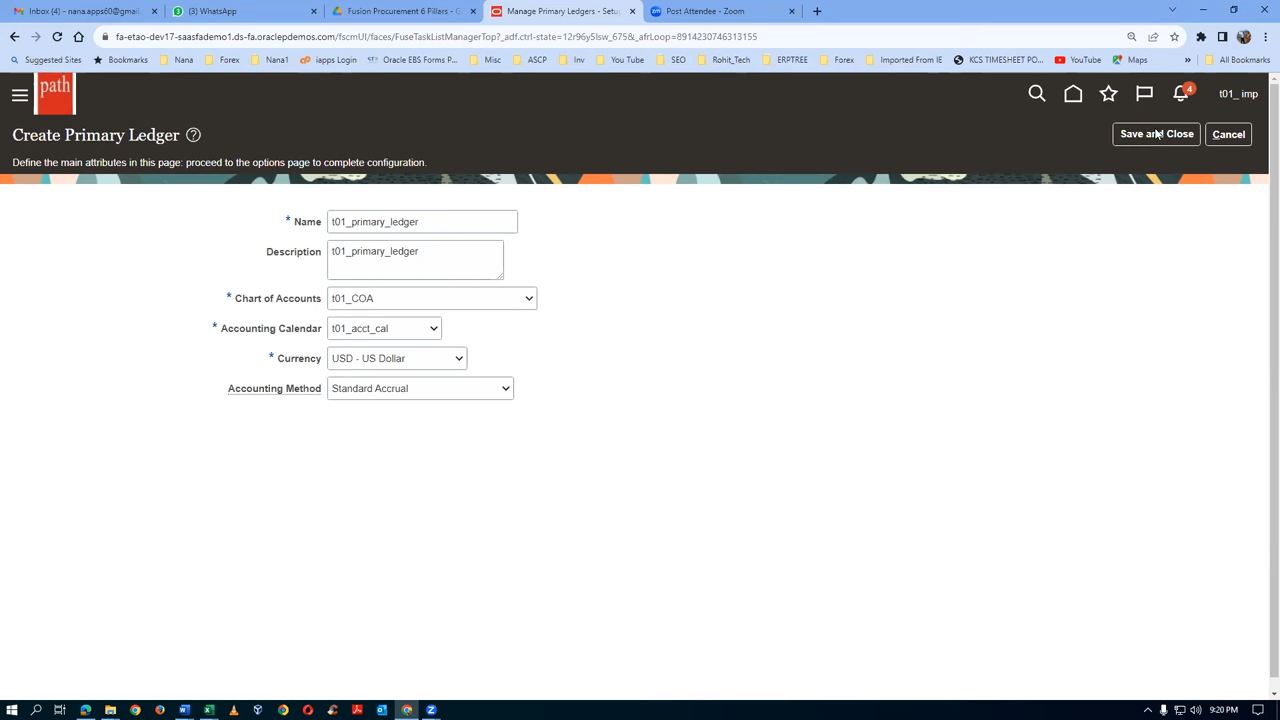 Inbox (4) - nana.apps60@gmai
(3) WhatsApp
Fusion Procurement 6 Pillars - G
Manage Primary Ledgers - Setu
Post Attendee - Zoom
fa-etao-dev17-saasfademo1.ds-fa.oraclepdemos.com/fscmUI/faces/FuseTaskListManagerTop?_adf.ctrl-state=12r96y5lsw_675&_afrLoop=8914230746313155
Suggested Sites
Bookmarks
Nana
Forex
Nana1
iapps Login
Oracle EBS Forms P...
Misc
ASCP
Inv
You Tube
SEO
Rohit_Tech
ERPTREE
Forex
Imported From IE
KCS TIMESHEET PO...
YouTube
Maps
»
All Bookmarks
path
4
t01_imp
Create Primary Ledger ?
Save and Close
Cancel
Define the main attributes in this page: proceed to the options page to complete configuration.
* Name t01_primary_ledger
Description t01_primary_ledger
* Chart of Accounts t01_COA
* Accounting Calendar t01_acct_cal
* Currency USD - US Dollar
Accounting Method Standard Accrual
9:20 PM